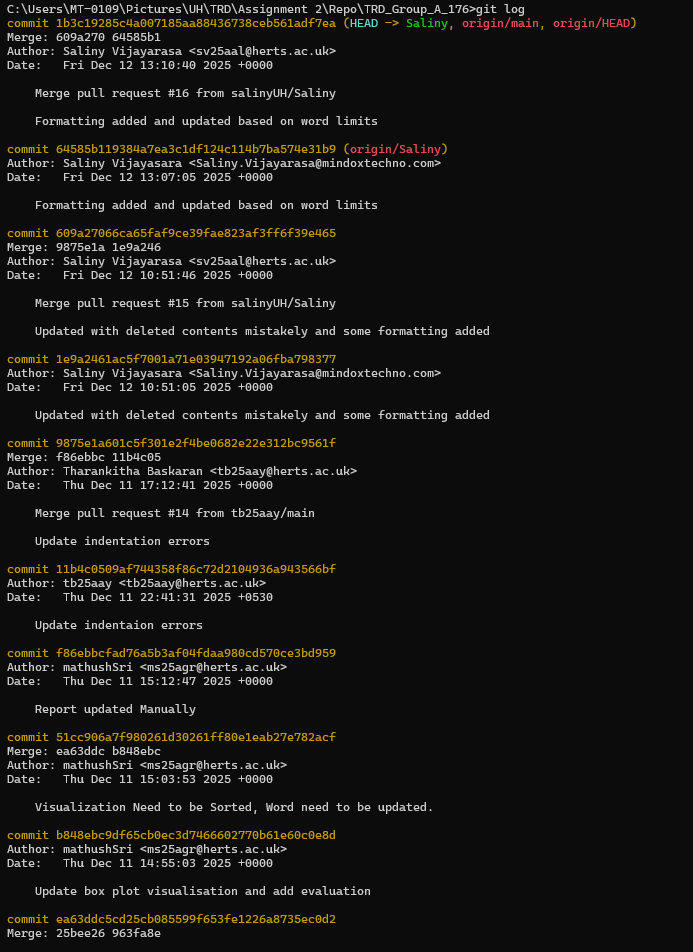 C:\Users\MT-0109\Pictures\UH\TRD\Assignment 2\Repo\TRD_Group_A_176>git log
commit 1b3c19285c4a007185aa88436738ceb561adf7ea (HEAD -> Saliny, origin/main, origin/HEAD)
Merge: 609a270 64585b1
Author: Saliny Vijayarasa <sv25aal@herts.ac.uk>
Date:   Fri Dec 12 13:10:40 2025 +0000
Merge pull request #16 from salinyUH/Saliny
Formatting added and updated based on word limits
commit 64585b119384a7ea3c1df124c114b7ba574e31b9 (origin/Saliny)
Author: Saliny Vijayarasa <Saliny.Vijayarasa@mindoxtechno.com>
Date:   Fri Dec 12 13:07:05 2025 +0000
Formatting added and updated based on word limits
commit 609a27066ca65faf9ce39fae823af3ff6f39e465
Merge: 9875e1a 1e9a246
Author: Saliny Vijayarasa <sv25aal@herts.ac.uk>
Date:   Fri Dec 12 10:51:46 2025 +0000
Merge pull request #15 from salinyUH/Saliny
Updated with deleted contents mistakely and some formatting added
commit 1e9a2461ac5f7001a71e03947192a06fba798377
Author: Saliny Vijayasara <Saliny.Vijayarasa@mindoxtechno.com>
Date:   Fri Dec 12 10:51:05 2025 +0000
Updated with deleted contents mistakely and some formatting added
commit 9875e1a601c5f301e2f4be0682e22e312bc9561f
Merge: f86ebbc 11b4c05
Author: Tharankitha Baskaran <tb25aay@herts.ac.uk>
Date:   Thu Dec 11 17:12:41 2025 +0000
Merge pull request #14 from tb25aay/main
Update indentation errors
commit 11b4c0509af744358f86c72d2104936a943566bf
Author: tb25aay <tb25aay@herts.ac.uk>
Date:   Thu Dec 11 22:41:31 2025 +0530
Update indentaion errors
commit f86ebbcfad76a5b3af04fdaa980cd570ce3bd959
Author: mathushSri <ms25agr@herts.ac.uk>
Date:   Thu Dec 11 15:12:47 2025 +0000
Report updated Manually
commit 51cc906a7f980261d30261ff80e1eab27e782acf
Merge: ea63ddc b848ebc
Author: mathushSri <ms25agr@herts.ac.uk>
Date:   Thu Dec 11 15:03:53 2025 +0000
Visualization Need to be Sorted, Word need to be updated.
commit b848ebc9df65cb0ec3d7466602770b61e60c0e8d
Author: mathushSri <ms25agr@herts.ac.uk>
Date:   Thu Dec 11 14:55:03 2025 +0000
Update box plot visualisation and add evaluation
commit ea63ddc5cd25cb085599f653fe1226a8735ec0d2
Merge: 25bee26 963fa8e